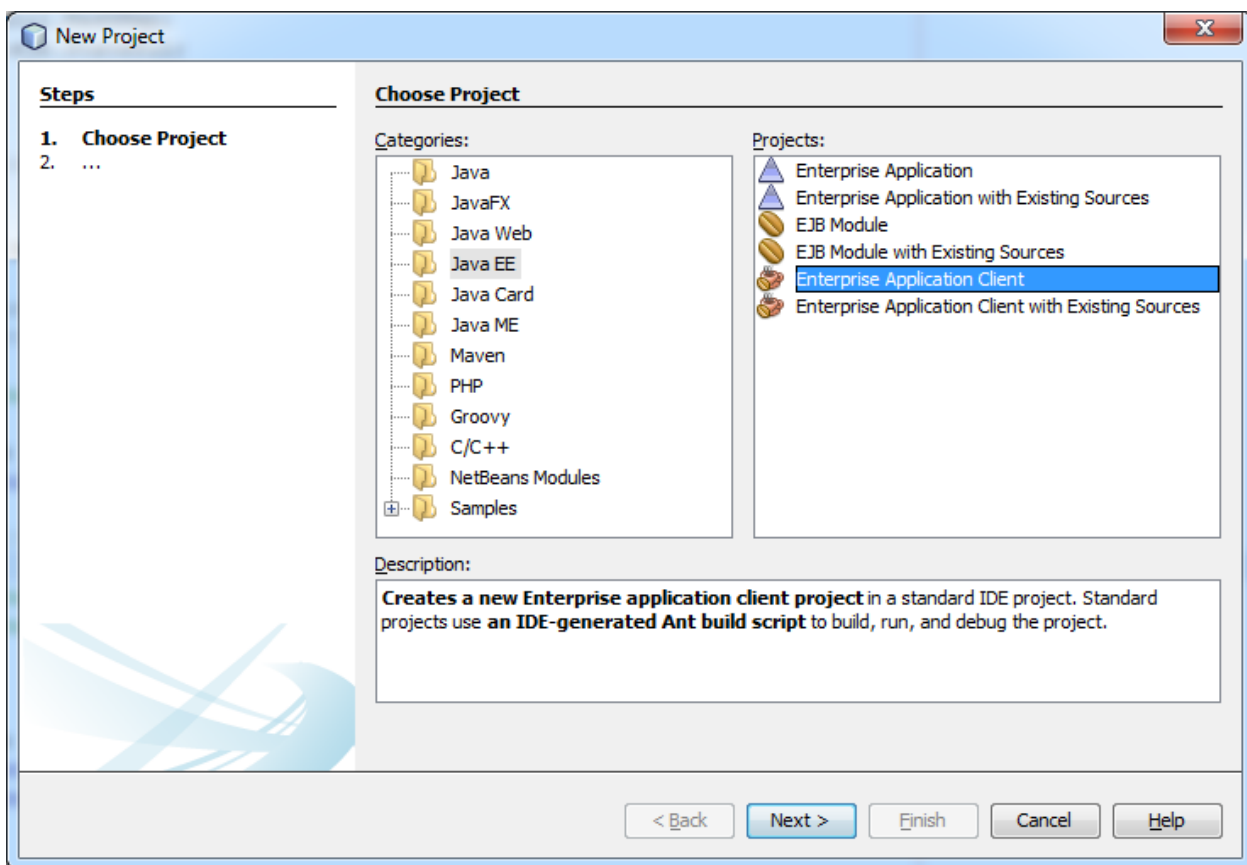 New Project
Steps
1. Choose Project
2. ...
Choose Project
Categories:
Java
JavaFX
Java Web
Java EE
Java Card
Java ME
Maven
PHP
Groovy
C/C++
NetBeans Modules
Samples
Projects:
Enterprise Application
Enterprise Application with Existing Sources
EJB Module
EJB Module with Existing Sources
Enterprise Application Client
Enterprise Application Client with Existing Sources
Description:
Creates a new Enterprise application client project in a standard IDE project. Standard
projects use an IDE-generated Ant build script to build, run, and debug the project.
< Back
Next >
Finish
Cancel
Help